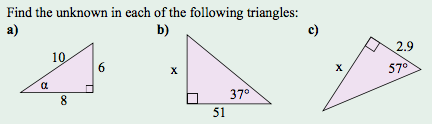 Find the unknown in each of the following triangles:
a) b) c)
10
6
α
8
x
37°
51
2.9
x
57°